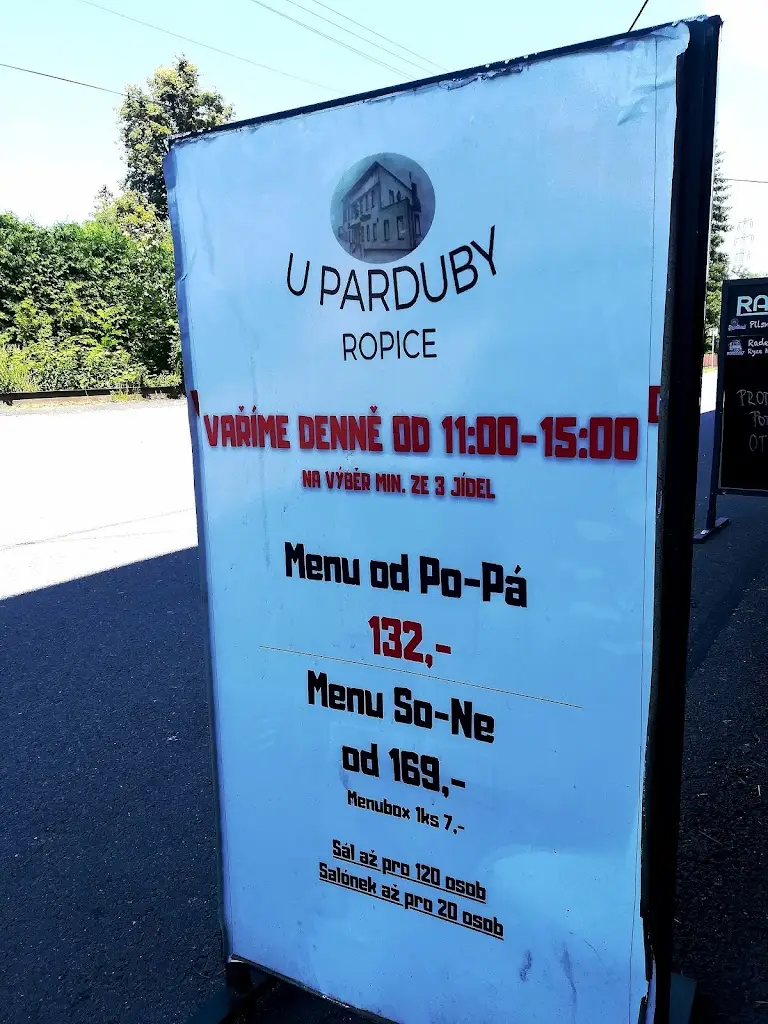 U PARDUBY
ROPICE
VAŘÍME DENNĚ OD 11:00-15:00
NA VÝBĚR MIN. ZE 3 JÍDEL
Menu od Po-Pá
132,-
Menu So-Ne
od 169,-
Menubox 1ks 7,-
Sál až pro 120 osob
Salónek až pro 20 osob
RA